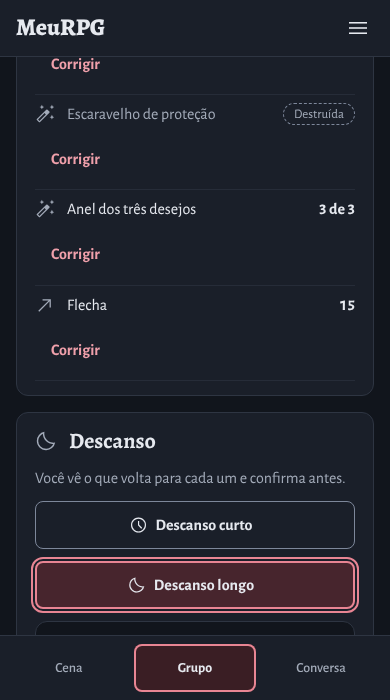 MeuRPG
Corrigir
Escaravelho de proteção Destruída
Corrigir
Anel dos três desejos 3 de 3
Corrigir
Flecha 15
Corrigir
Descanso
Você vê o que volta para cada um e confirma antes.
Descanso curto
Descanso longo
Cena Grupo Conversa